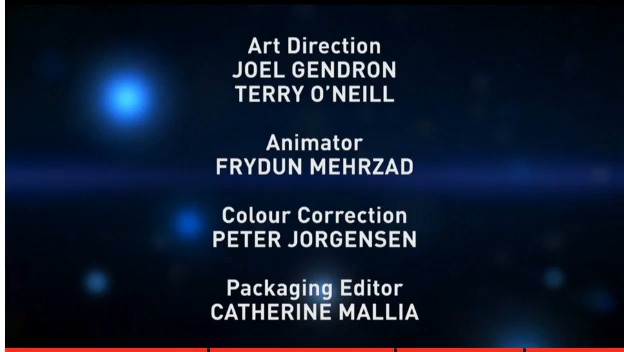 Art Direction
JOEL GENDRON
TERRY O'NEILL
Animator
FRYDUN MEHRZAD
Colour Correction
PETER JORGENSEN
Packaging Editor
CATHERINE MALLIA